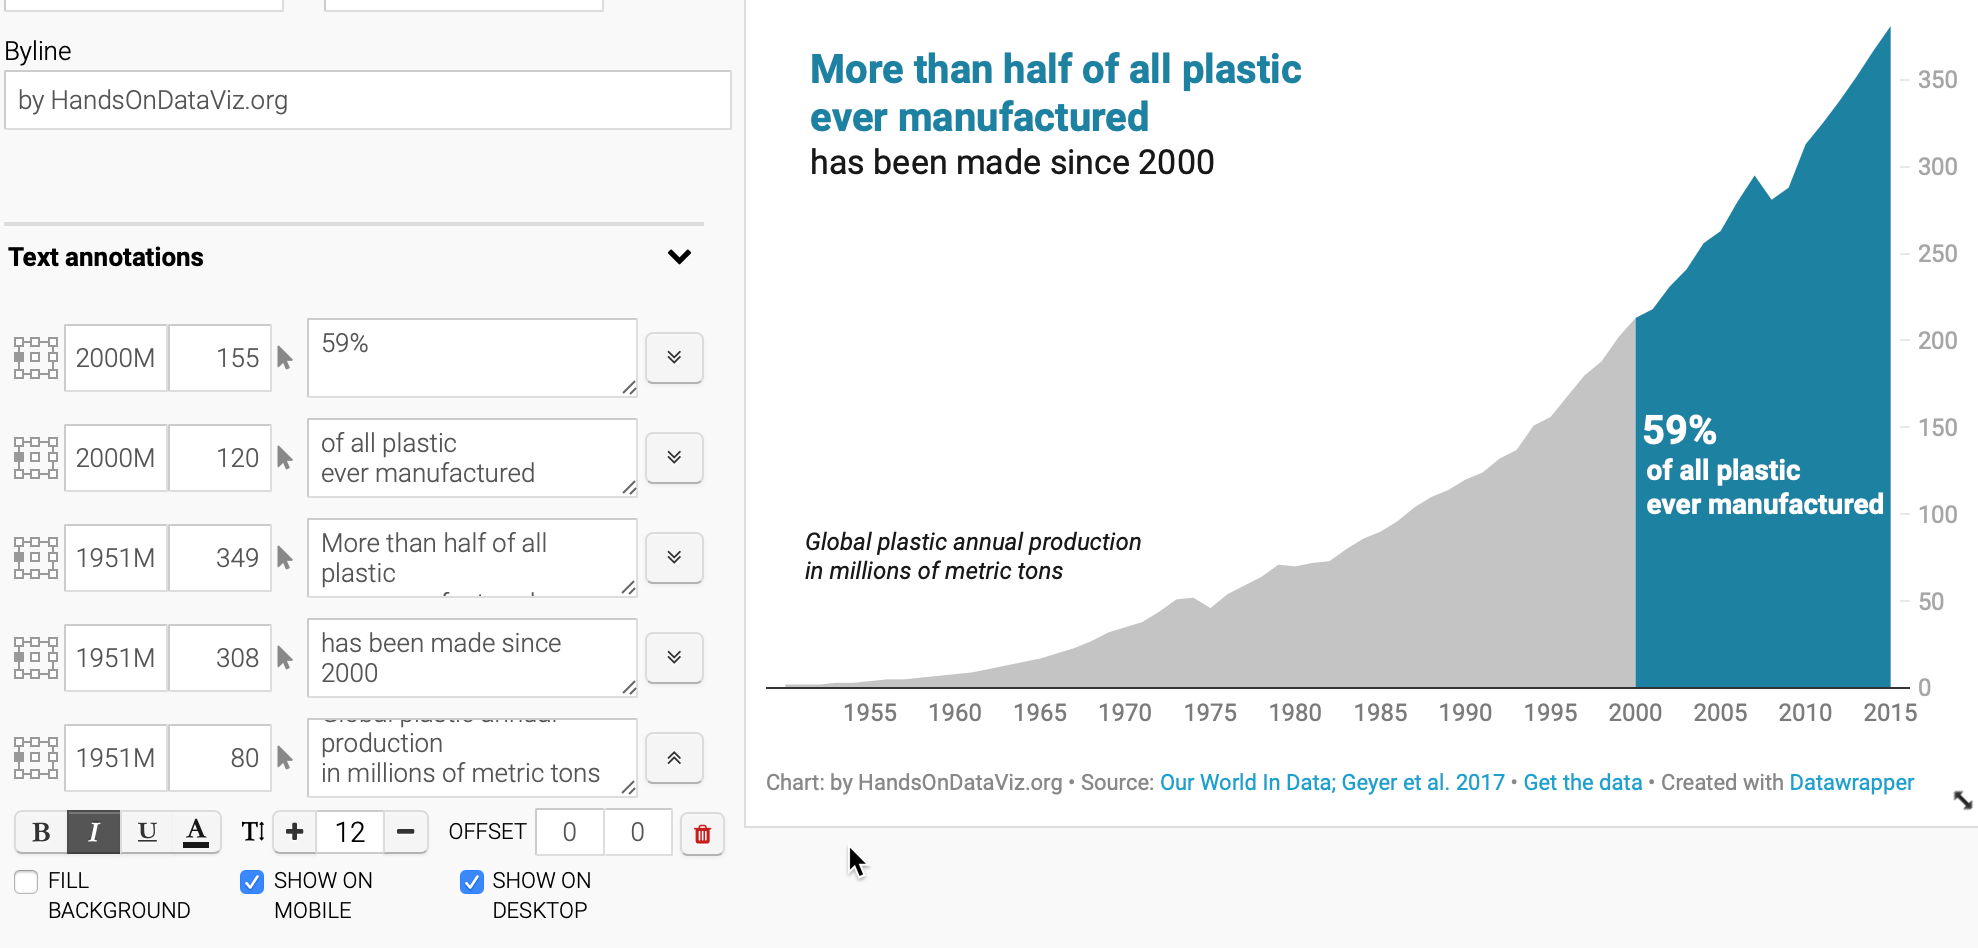 Byline
by HandsOnDataViz.org
Text annotations
2000M 155 59%
2000M 120 of all plastic
ever manufactured
1951M 349 More than half of all
plastic
1951M 308 has been made since
2000
Global plastic annual
1951M 80 production
in millions of metric tons
B I U A T 12 OFFSET 0 0
FILL
BACKGROUND
SHOW ON
MOBILE
SHOW ON
DESKTOP
More than half of all plastic
ever manufactured
has been made since 2000
Global plastic annual production
in millions of metric tons
59%
of all plastic
ever manufactured
350
300
250
200
150
100
50
0
1955 1960 1965 1970 1975 1980 1985 1990 1995 2000 2005 2010 2015
Chart: by HandsOnDataViz.org • Source: Our World In Data; Geyer et al. 2017 • Get the data • Created with Datawrapper